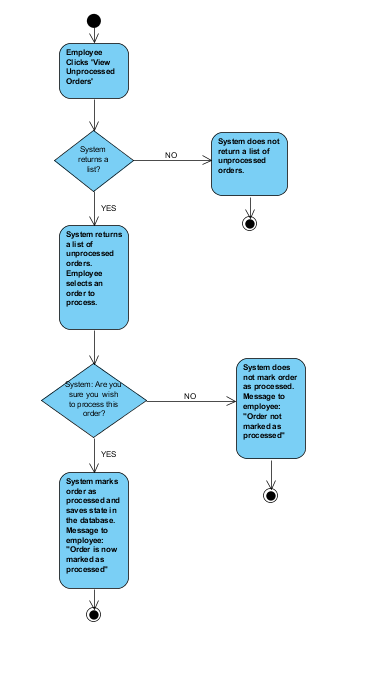 Employee
Clicks 'View
Unprocessed
Orders'
System
returns a
list?
NO
System does not
return a list of
unprocessed
orders.
YES
System returns
a list of
unprocessed
orders.
Employee
selects an
order to
process.
System: Are you
sure you wish
to process this
order?
NO
System does
not mark order
as processed.
Message to
employee:
"Order not
marked as
processed"
YES
System marks
order as
processed and
saves state in
the database.
Message to
employee:
"Order is now
marked as
processed"